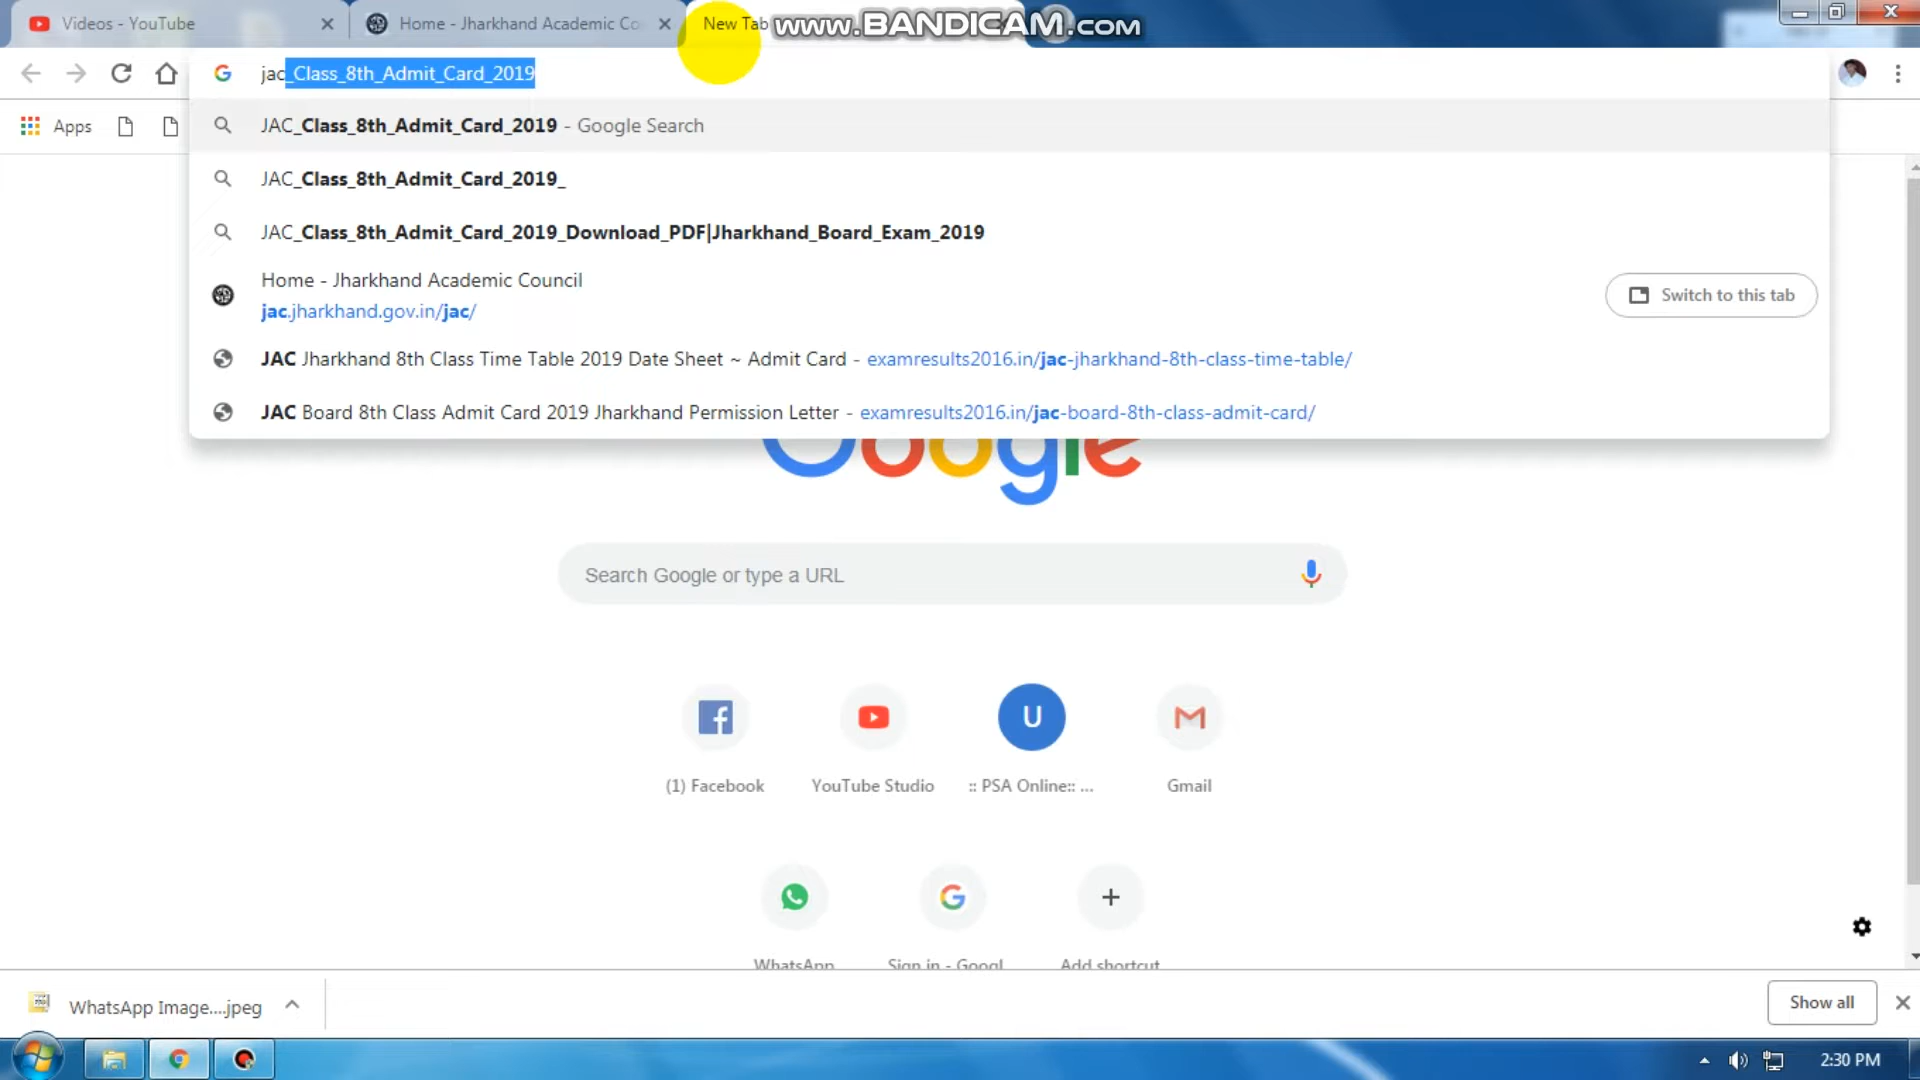 Videos - YouTube
Home - Jharkhand Academic Co
New Tab
www.BANDICAM.com
jac_Class_8th_Admit_Card_2019
Apps
JAC_Class_8th_Admit_Card_2019 - Google Search
JAC_Class_8th_Admit_Card_2019_
JAC_Class_8th_Admit_Card_2019_Download_PDF|Jharkhand_Board_Exam_2019
Home - Jharkhand Academic Council
jac.jharkhand.gov.in/jac/
Switch to this tab
JAC Jharkhand 8th Class Time Table 2019 Date Sheet ~ Admit Card - examresults2016.in/jac-jharkhand-8th-class-time-table/
JAC Board 8th Class Admit Card 2019 Jharkhand Permission Letter - examresults2016.in/jac-board-8th-class-admit-card/
Google
Search Google or type a URL
U
(1) Facebook
YouTube Studio
:: PSA Online:: ...
Gmail
WhatsApp
Sign in - Googl
Add shortcut
WhatsApp Image....jpeg
Show all
2:30 PM